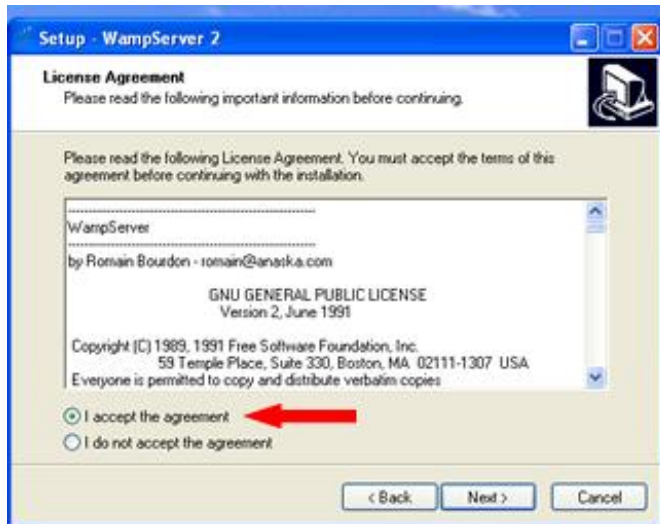 Setup - WampServer 2
License Agreement
Please read the following important information before continuing.
Please read the following License Agreement. You must accept the terms of this
agreement before continuing with the installation.
------------------------------------------------------------
WampServer
------------------------------------------------------------
by Romain Bourdon - romain@anaska.com
GNU GENERAL PUBLIC LICENSE
Version 2, June 1991
Copyright (C) 1989, 1991 Free Software Foundation, Inc.
59 Temple Place, Suite 330, Boston, MA 02111-1307 USA
Everyone is permitted to copy and distribute verbatim copies
I accept the agreement
I do not accept the agreement
< Back Next > Cancel